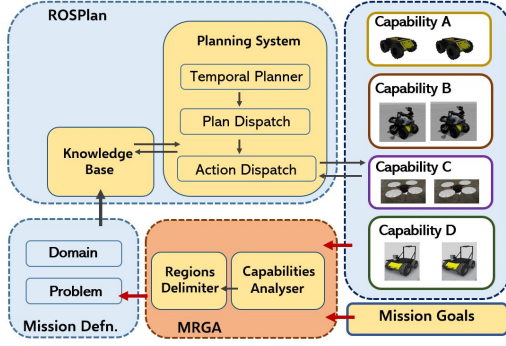 ROSPlan
Planning System
Temporal Planner
Plan Dispatch
Action Dispatch
Knowledge
Base
Capability A
Capability B
Capability C
Capability D
Domain
Problem
Mission Defn.
Regions
Delimiter
Capabilities
Analyser
MRGA
Mission Goals